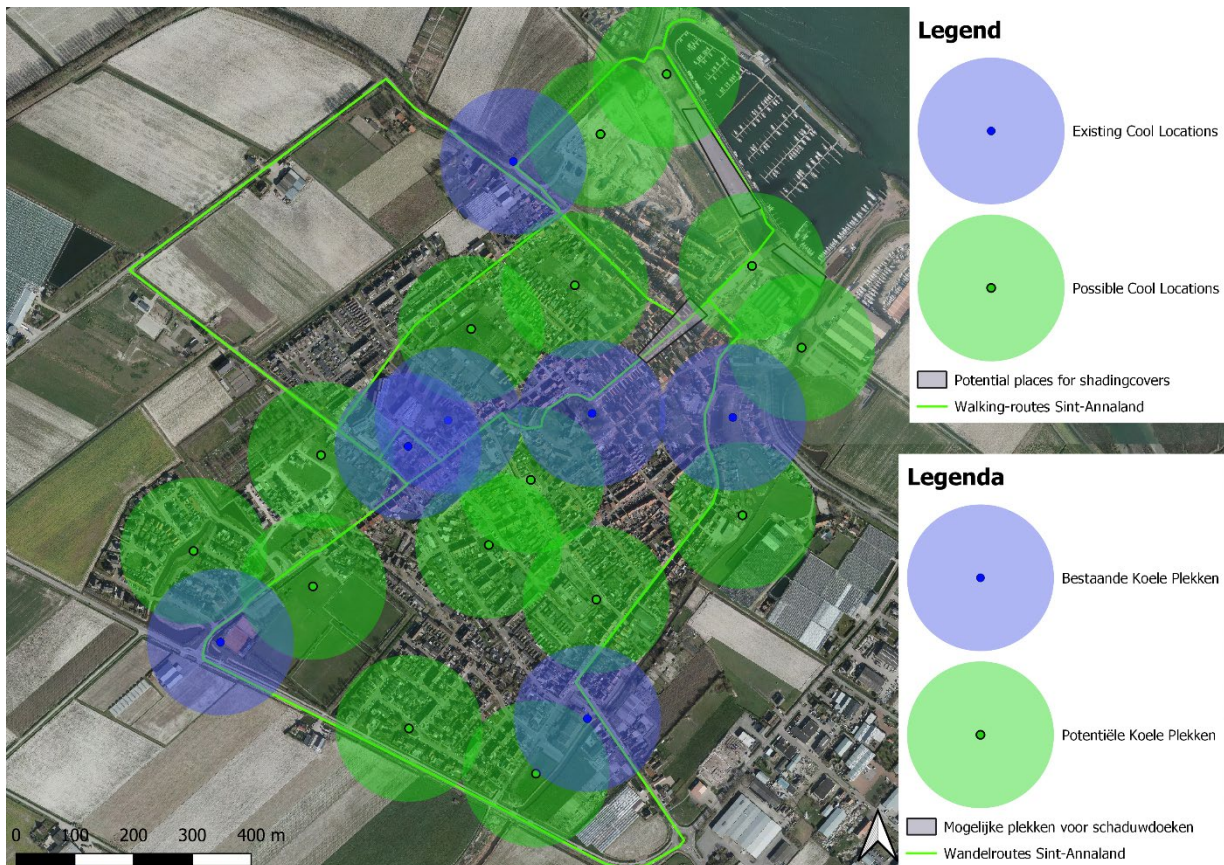 Legend
Existing Cool Locations
Possible Cool Locations
Potential places for shadingcovers
Walking-routes Sint-Annaland
Legenda
Bestaande Koele Plekken
Potentiële Koele Plekken
Mogelijke plekken voor schaduwdoeken
Wandelroutes Sint-Annaland
0 100 200 300 400 m